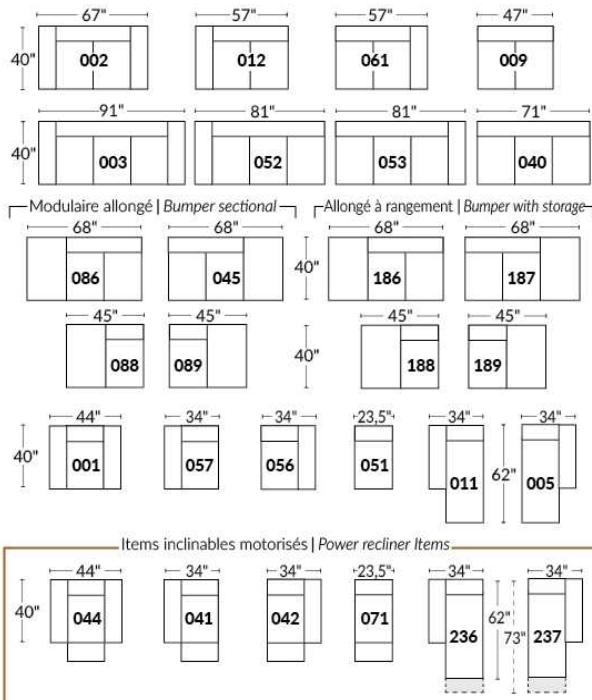 67" 57" 57" 47"
40" 002 012 061 009
91" 81" 81" 71"
40" 003 052 053 040
Modulaire allongé | Bumper sectional Allongé à rangement | Bumper with storage
68" 68" 68" 68"
086 045 40" 186 187
45" 45" 45" 45"
088 089 40" 188 189
44" 34" 34" 23,5" 34" 34"
40" 001 057 056 051 011 62" 005
Items inclinables motorisés | Power recliner Items
44" 34" 34" 23,5" 34" 34"
40" 044 041 042 071 236 62" 73" 237